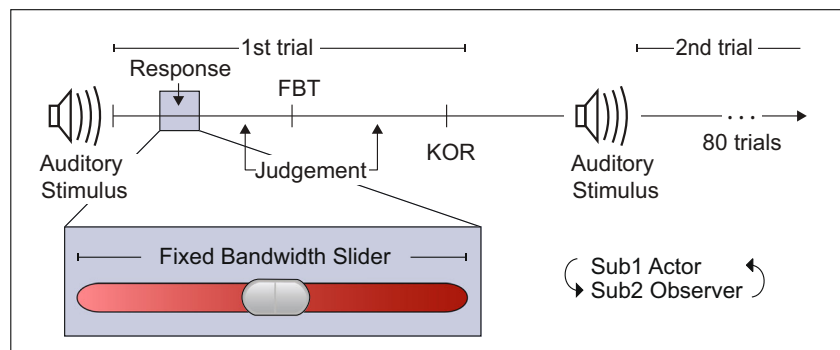 1st trial
2nd trial
Response
FBT
KOR
Auditory
Stimulus
Judgement
Auditory
Stimulus
...
80 trials
Fixed Bandwidth Slider
Sub1 Actor
Sub2 Observer